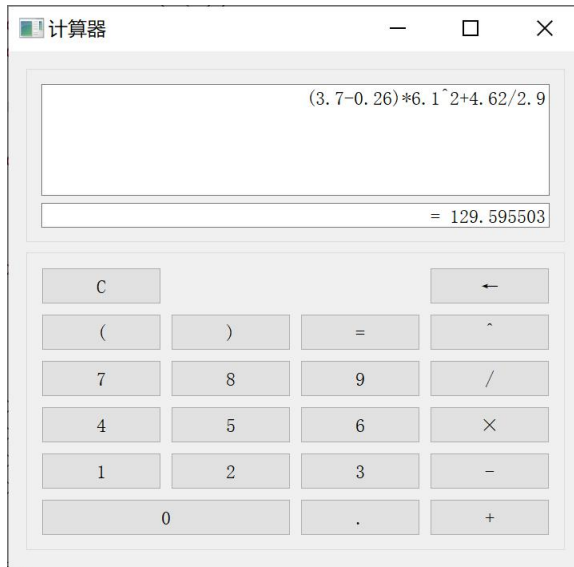 计算器
(3.7-0.26)*6.1^2+4.62/2.9
= 129.595503
C ←
( ) = ^
7 8 9 /
4 5 6 ×
1 2 3 -
0 . +